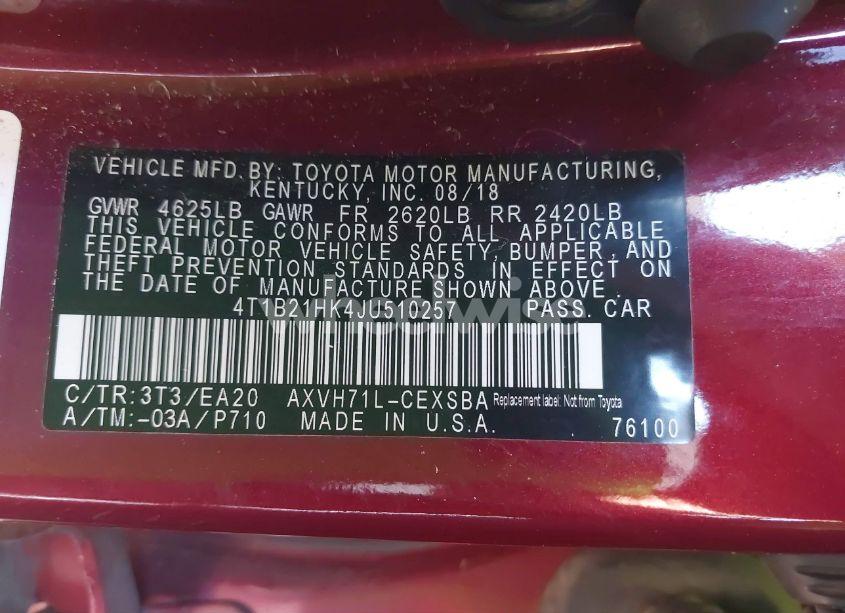 VEHICLE MFD. BY: TOYOTA MOTOR MANUFACTURING,
KENTUCKY, INC. 08/18
GVWR 4625LB GAWR FR 2620LB RR 2420LB
THIS VEHICLE CONFORMS TO ALL APPLICABLE
FEDERAL MOTOR VEHICLE SAFETY, BUMPER, AND
THEFT PREVENTION STANDARDS IN EFFECT ON
THE DATE OF MANUFACTURE SHOWN ABOVE.
4T1B21HK4JU510257 PASS. CAR
wheelwise
C/TR: 3T3/EA20 AXVH71L-CEXSBA Replacement label: Not from Toyota
A/TM:-03A/P710 MADE IN U.S.A. 76100